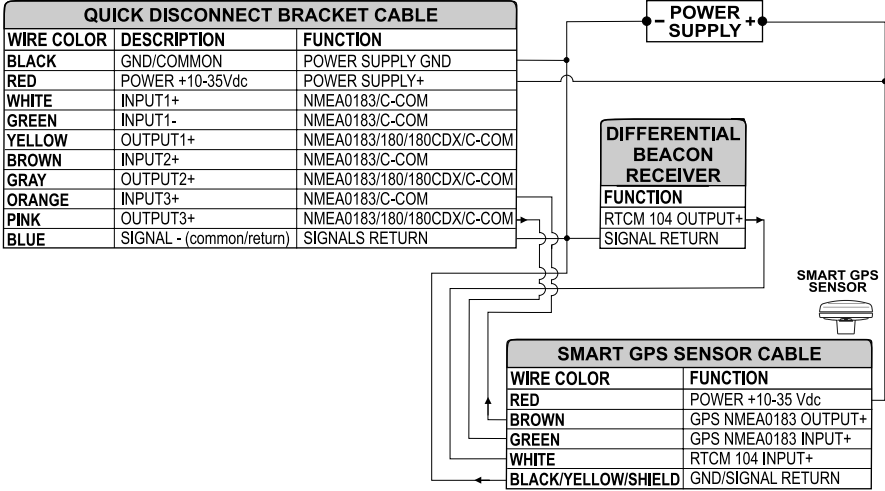 QUICK DISCONNECT BRACKET CABLE
WIRE COLOR DESCRIPTION FUNCTION
BLACK GND/COMMON POWER SUPPLY GND
RED POWER +10-35Vdc POWER SUPPLY+
WHITE INPUT1+ NMEA0183/C-COM
GREEN INPUT1- NMEA0183/C-COM
YELLOW OUTPUT1+ NMEA0183/180/180CDX/C-COM
BROWN INPUT2+ NMEA0183/C-COM
GRAY OUTPUT2+ NMEA0183/180/180CDX/C-COM
ORANGE INPUT3+ NMEA0183/C-COM
PINK OUTPUT3+ NMEA0183/180/180CDX/C-COM
BLUE SIGNAL - (common/return) SIGNALS RETURN
- POWER +
SUPPLY
DIFFERENTIAL
BEACON
RECEIVER
FUNCTION
RTCM 104 OUTPUT+
SIGNAL RETURN
SMART GPS
SENSOR
SMART GPS SENSOR CABLE
WIRE COLOR FUNCTION
RED POWER +10-35 Vdc
BROWN GPS NMEA0183 OUTPUT+
GREEN GPS NMEA0183 INPUT+
WHITE RTCM 104 INPUT+
BLACK/YELLOW/SHIELD GND/SIGNAL RETURN